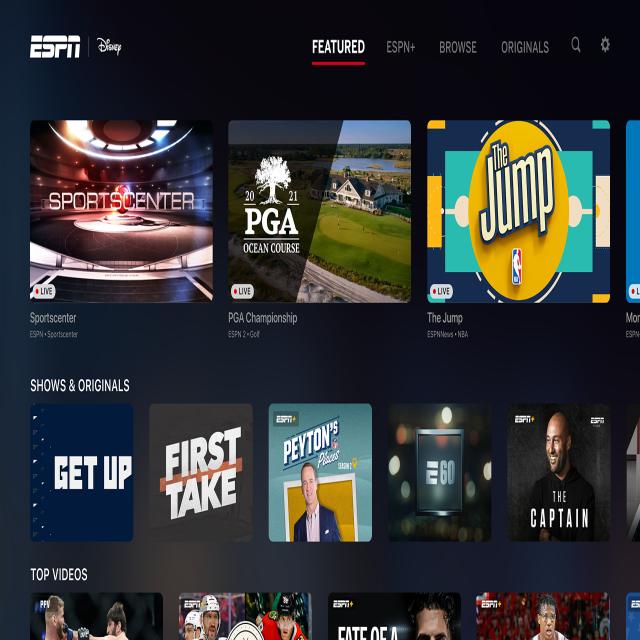 ESPN
Disney
FEATURED
ESPN+
BROWSE
ORIGINALS
SPORTSCENTER
LIVE
Sportscenter
ESPN • Sportscenter
20 21
PGA
OCEAN COURSE
LIVE
PGA Championship
ESPN 2 • Golf
The
Jump
LIVE
The Jump
ESPNNews • NBA
SHOWS & ORIGINALS
GET UP
FIRST
TAKE
ESPN+
PEYTON'S
Places
SEASON 2
E60
ESPN+
THE
CAPTAIN
TOP VIDEOS
PPV
ESPN+
ESPN+
FATE OF A
ESPN+